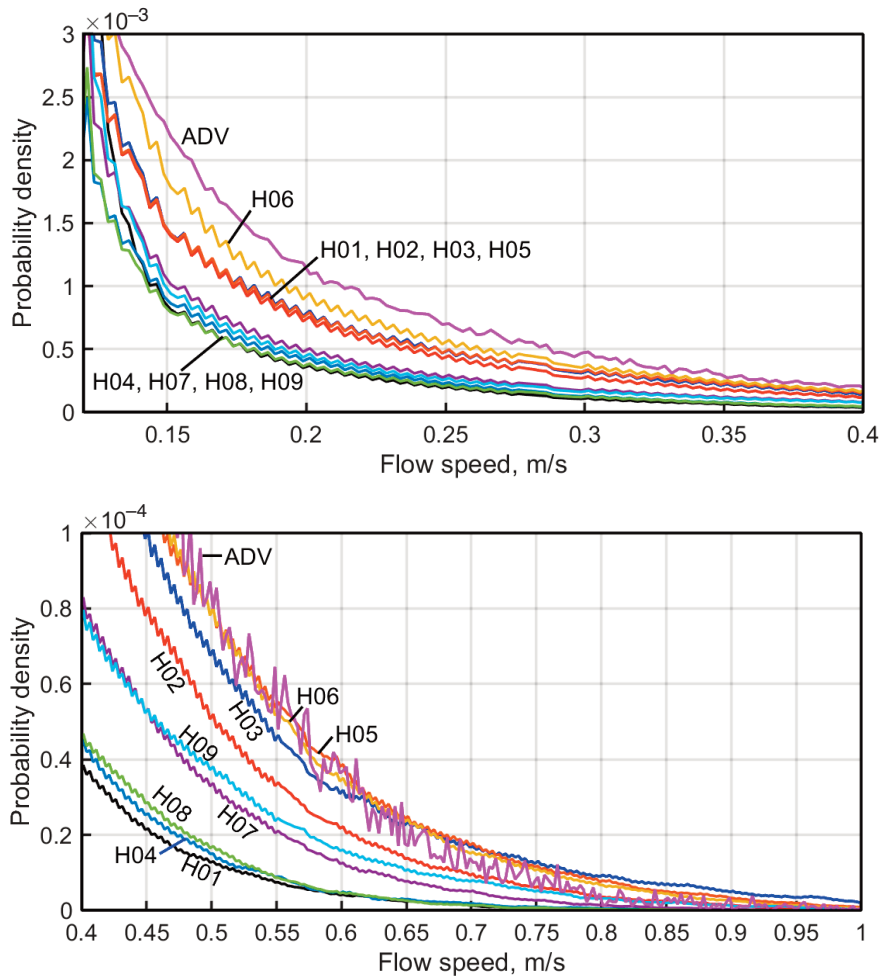 ×10⁻³
3
2.5
2
1.5
1
0.5
0
Probability density
ADV
H06
H01, H02, H03, H05
H04, H07, H08, H09
0.15 0.2 0.25 0.3 0.35 0.4
Flow speed, m/s
×10⁻⁴
1
0.8
0.6
0.4
0.2
0
Probability density
ADV
H06
H05
H02
H03
H09
H07
H08
H04
H01
0.4 0.45 0.5 0.55 0.6 0.65 0.7 0.75 0.8 0.85 0.9 0.95 1
Flow speed, m/s